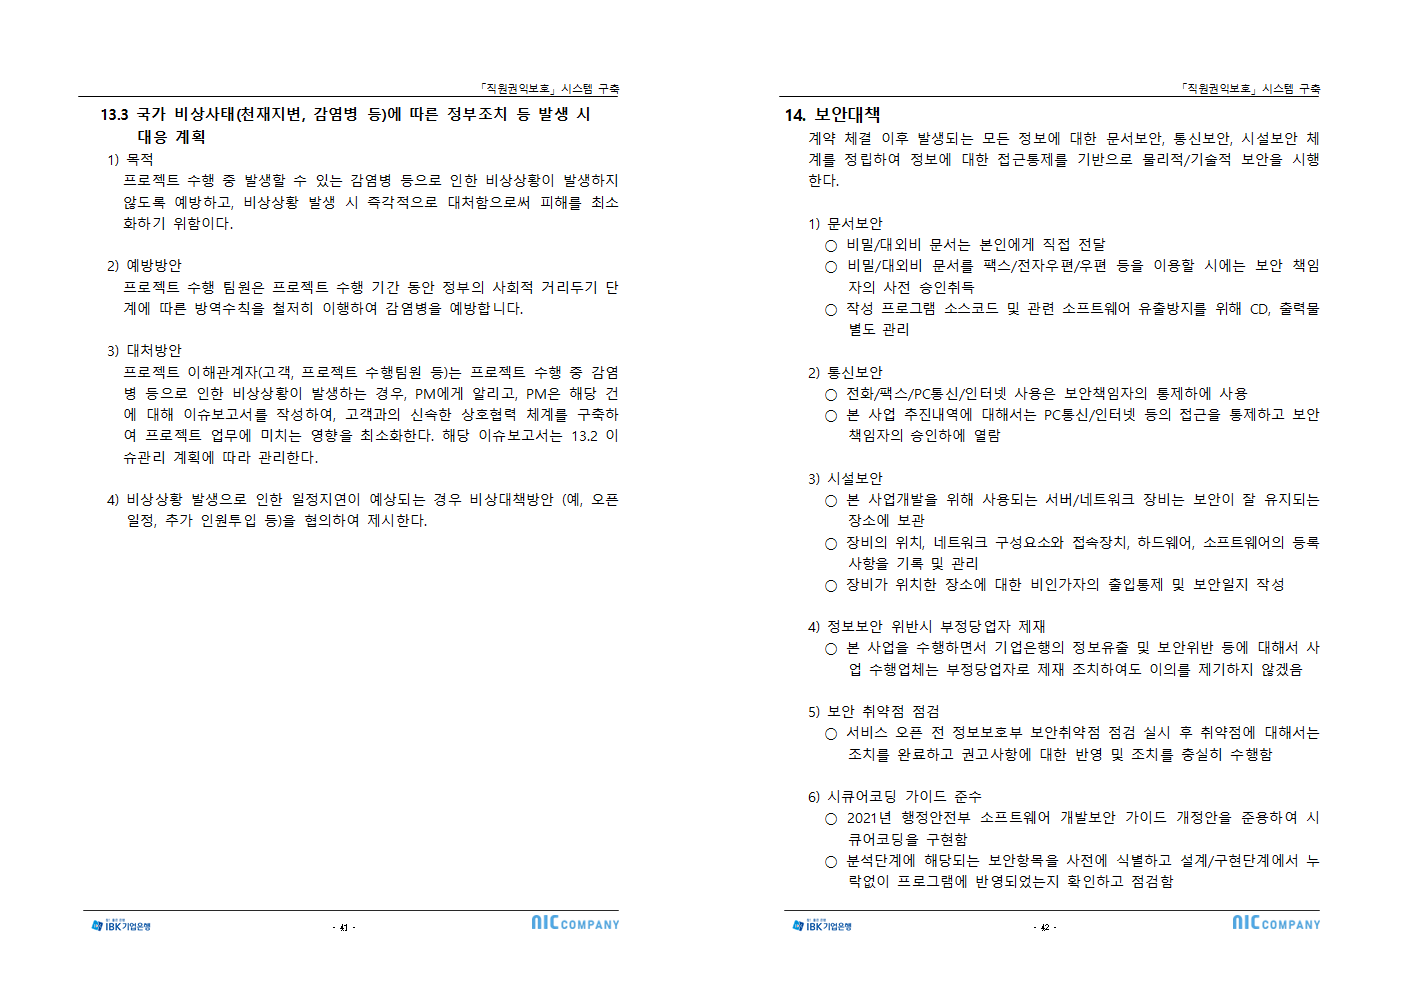 「직원권익보호」시스템 구축
13.3 국가 비상사태(천재지변, 감염병 등)에 따른 정부조치 등 발생 시
대응 계획
1) 목적
프로젝트 수행 중 발생할 수 있는 감염병 등으로 인한 비상상황이 발생하지
않도록 예방하고, 비상상황 발생 시 즉각적으로 대처함으로써 피해를 최소
화하기 위함이다.
2) 예방방안
프로젝트 수행 팀원은 프로젝트 수행 기간 동안 정부의 사회적 거리두기 단
계에 따른 방역수칙을 철저히 이행하여 감염병을 예방합니다.
3) 대처방안
프로젝트 이해관계자(고객, 프로젝트 수행팀원 등)는 프로젝트 수행 중 감염
병 등으로 인한 비상상황이 발생하는 경우, PM에게 알리고, PM은 해당 건
에 대해 이슈보고서를 작성하여, 고객과의 신속한 상호협력 체계를 구축하
여 프로젝트 업무에 미치는 영향을 최소화한다. 해당 이슈보고서는 13.2 이
슈관리 계획에 따라 관리한다.
4) 비상상황 발생으로 인한 일정지연이 예상되는 경우 비상대책방안 (예, 오픈
일정, 추가 인원투입 등)을 협의하여 제시한다.
IBK기업은행
- 41 -
NIC COMPANY
「직원권익보호」시스템 구축
14. 보안대책
계약 체결 이후 발생되는 모든 정보에 대한 문서보안, 통신보안, 시설보안 체
계를 정립하여 정보에 대한 접근통제를 기반으로 물리적/기술적 보안을 시행
한다.
1) 문서보안
○ 비밀/대외비 문서는 본인에게 직접 전달
○ 비밀/대외비 문서를 팩스/전자우편/우편 등을 이용할 시에는 보안 책임
자의 사전 승인취득
○ 작성 프로그램 소스코드 및 관련 소프트웨어 유출방지를 위해 CD, 출력물
별도 관리
2) 통신보안
○ 전화/팩스/PC통신/인터넷 사용은 보안책임자의 통제하에 사용
○ 본 사업 추진내역에 대해서는 PC통신/인터넷 등의 접근을 통제하고 보안
책임자의 승인하에 열람
3) 시설보안
○ 본 사업개발을 위해 사용되는 서버/네트워크 장비는 보안이 잘 유지되는
장소에 보관
○ 장비의 위치, 네트워크 구성요소와 접속장치, 하드웨어, 소프트웨어의 등록
사항을 기록 및 관리
○ 장비가 위치한 장소에 대한 비인가자의 출입통제 및 보안일지 작성
4) 정보보안 위반시 부정당업자 제재
○ 본 사업을 수행하면서 기업은행의 정보유출 및 보안위반 등에 대해서 사
업 수행업체는 부정당업자로 제재 조치하여도 이의를 제기하지 않겠음
5) 보안 취약점 점검
○ 서비스 오픈 전 정보보호부 보안취약점 점검 실시 후 취약점에 대해서는
조치를 완료하고 권고사항에 대한 반영 및 조치를 충실히 수행함
6) 시큐어코딩 가이드 준수
○ 2021년 행정안전부 소프트웨어 개발보안 가이드 개정안을 준용하여 시
큐어코딩을 구현함
○ 분석단계에 해당되는 보안항목을 사전에 식별하고 설계/구현단계에서 누
락없이 프로그램에 반영되었는지 확인하고 점검함
IBK기업은행
- 42 -
NIC COMPANY